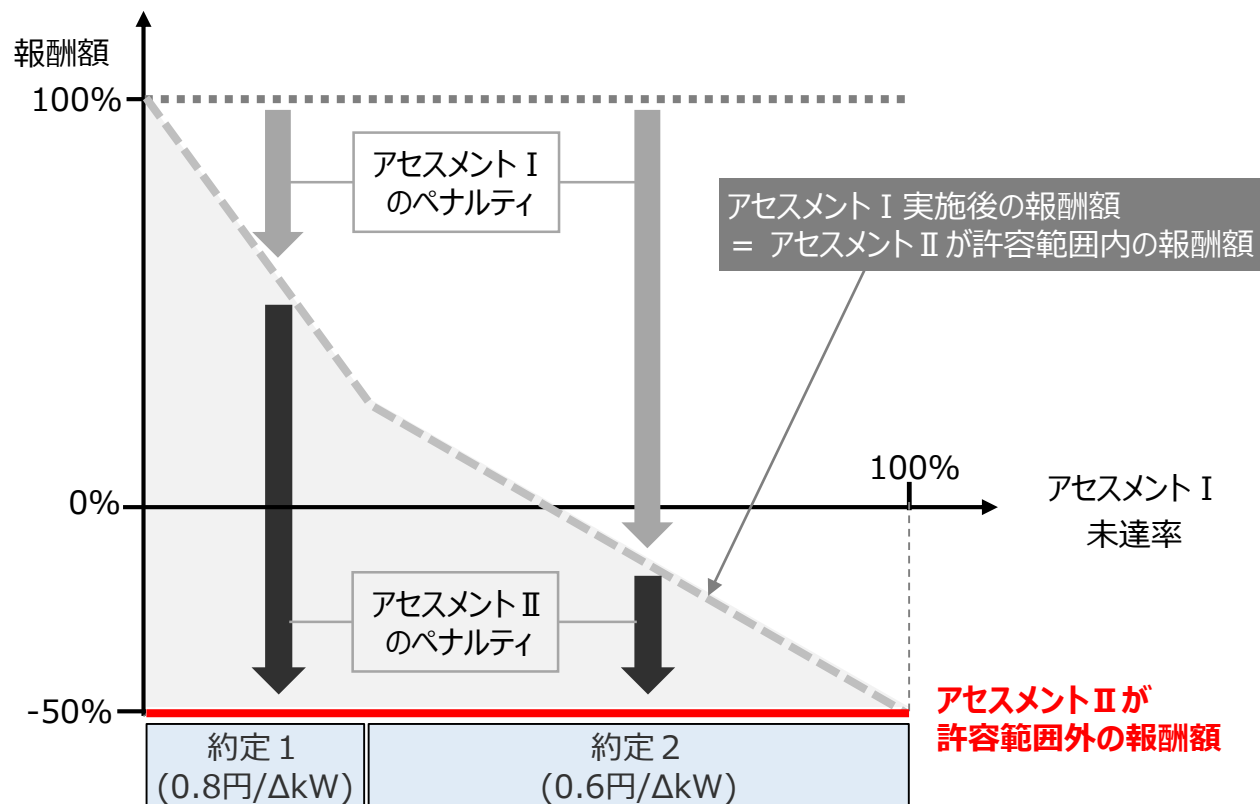 報酬額
100%
アセスメントⅠ
のペナルティ
アセスメントⅠ実施後の報酬額
= アセスメントⅡが許容範囲内の報酬額
100%
アセスメントⅠ
未達率
0%
アセスメントⅡ
のペナルティ
-50%
アセスメントⅡが
許容範囲外の報酬額
約定1
(0.8円/ΔkW)
約定2
(0.6円/ΔkW)